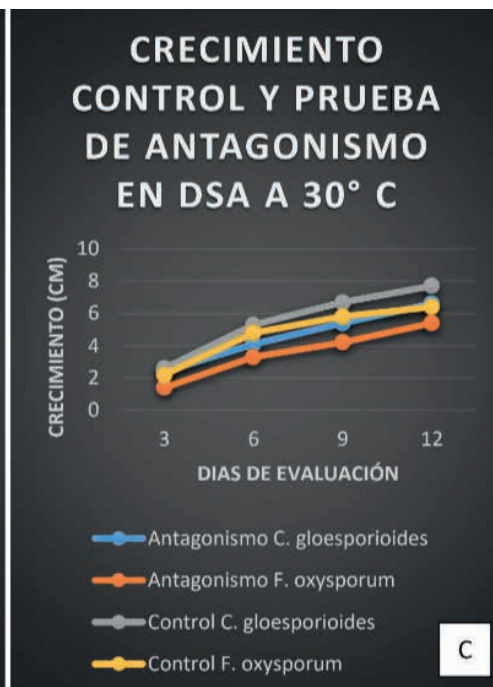 CRECIMIENTO
CONTROL Y PRUEBA
DE ANTAGONISMO
EN DSA A 30° C
CRECIMIENTO (CM)
10
8
6
4
2
0
3 6 9 12
DIAS DE EVALUACIÓN
Antagonismo C. gloesporioides
Antagonismo F. oxysporum
Control C. gloesporioides
Control F. oxysporum
C